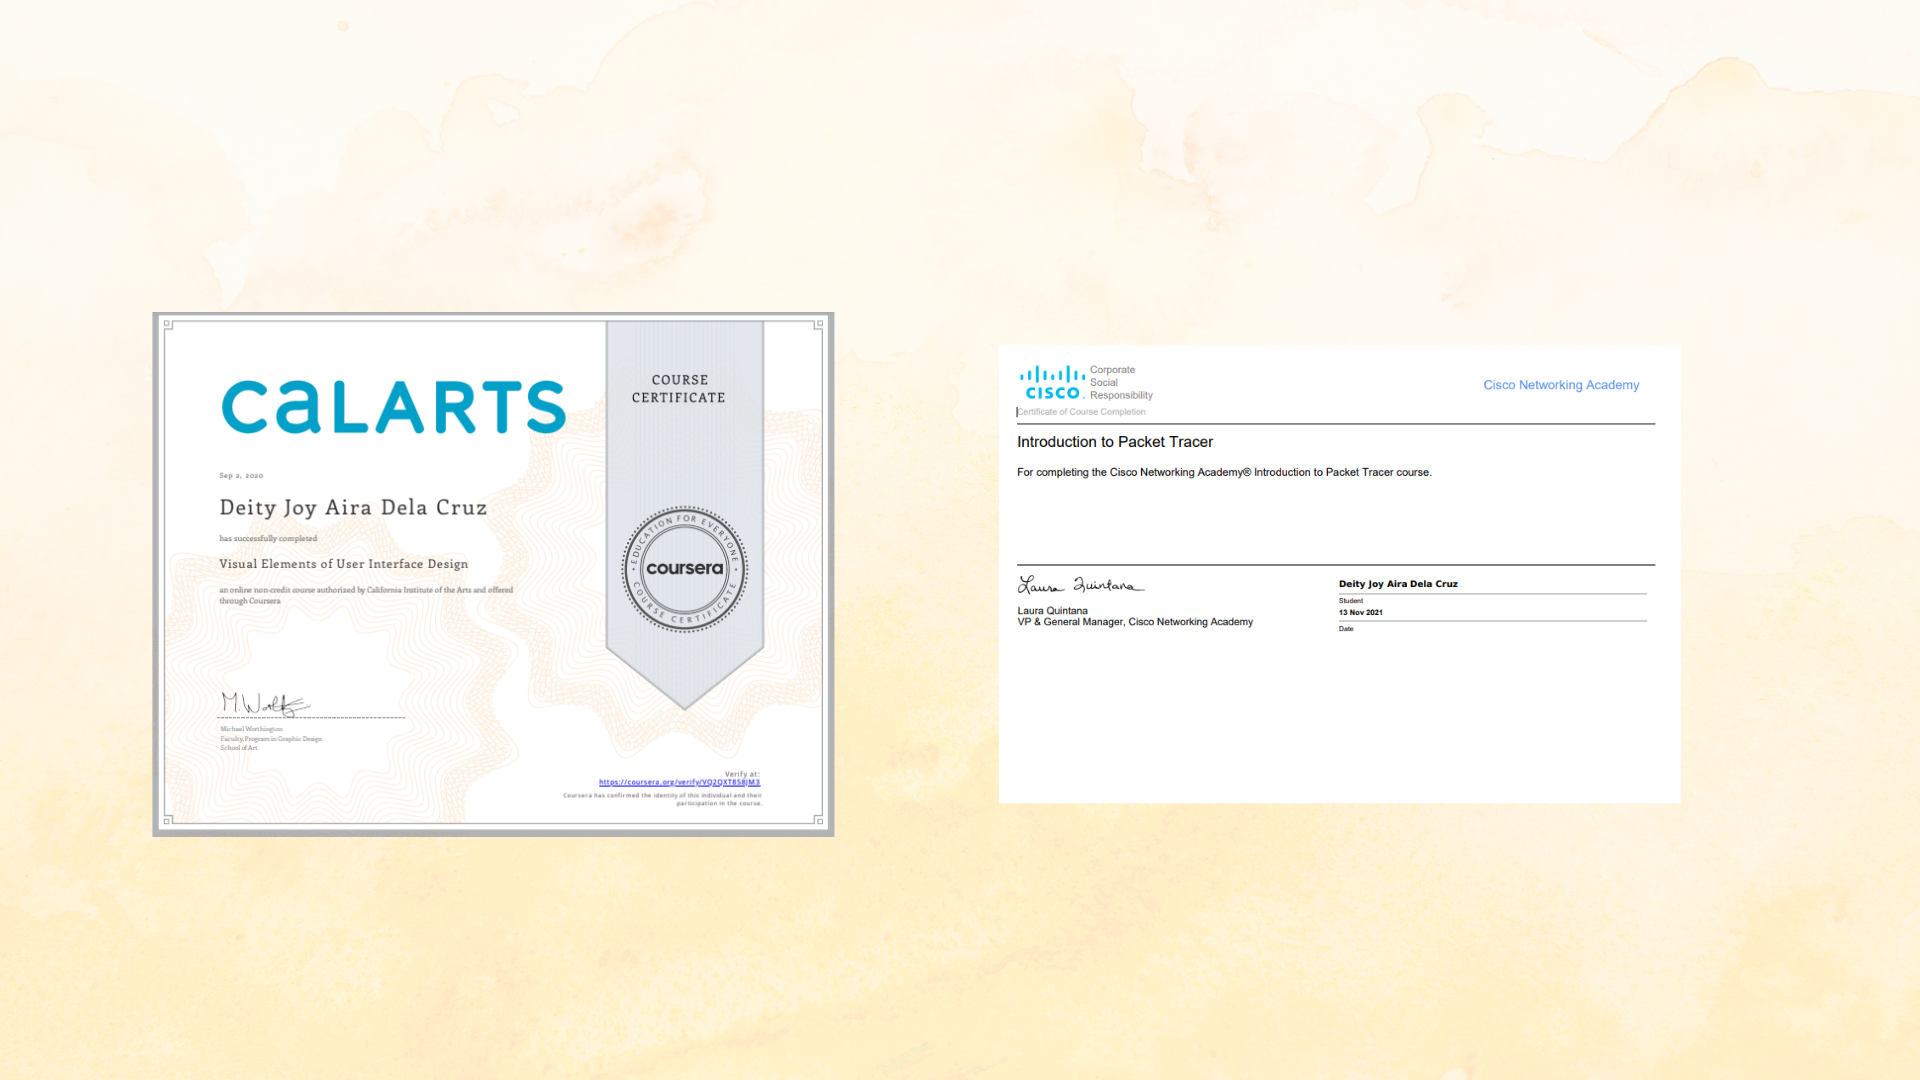 CALARTS
COURSE
CERTIFICATE
Sep 2, 2020
Deity Joy Aira Dela Cruz
has successfully completed
Visual Elements of User Interface Design
an online non-credit course authorized by California Institute of the Arts and offered
through Coursera
EDUCATION FOR EVERYONE
coursera
COURSE CERTIFICATE
M. Worth
Michael Worthington
Faculty, Program in Graphic Design
School of Art
Verify at:
https://coursera.org/verify/VQ2QXT8S8JM3
Coursera has confirmed the identity of this individual and their
participation in the course.
CISCO
Corporate
Social
Responsibility
Cisco Networking Academy
Certificate of Course Completion
Introduction to Packet Tracer
For completing the Cisco Networking Academy® Introduction to Packet Tracer course.
Laura Quintana
Laura Quintana
VP & General Manager, Cisco Networking Academy
Deity Joy Aira Dela Cruz
Student
13 Nov 2021
Date